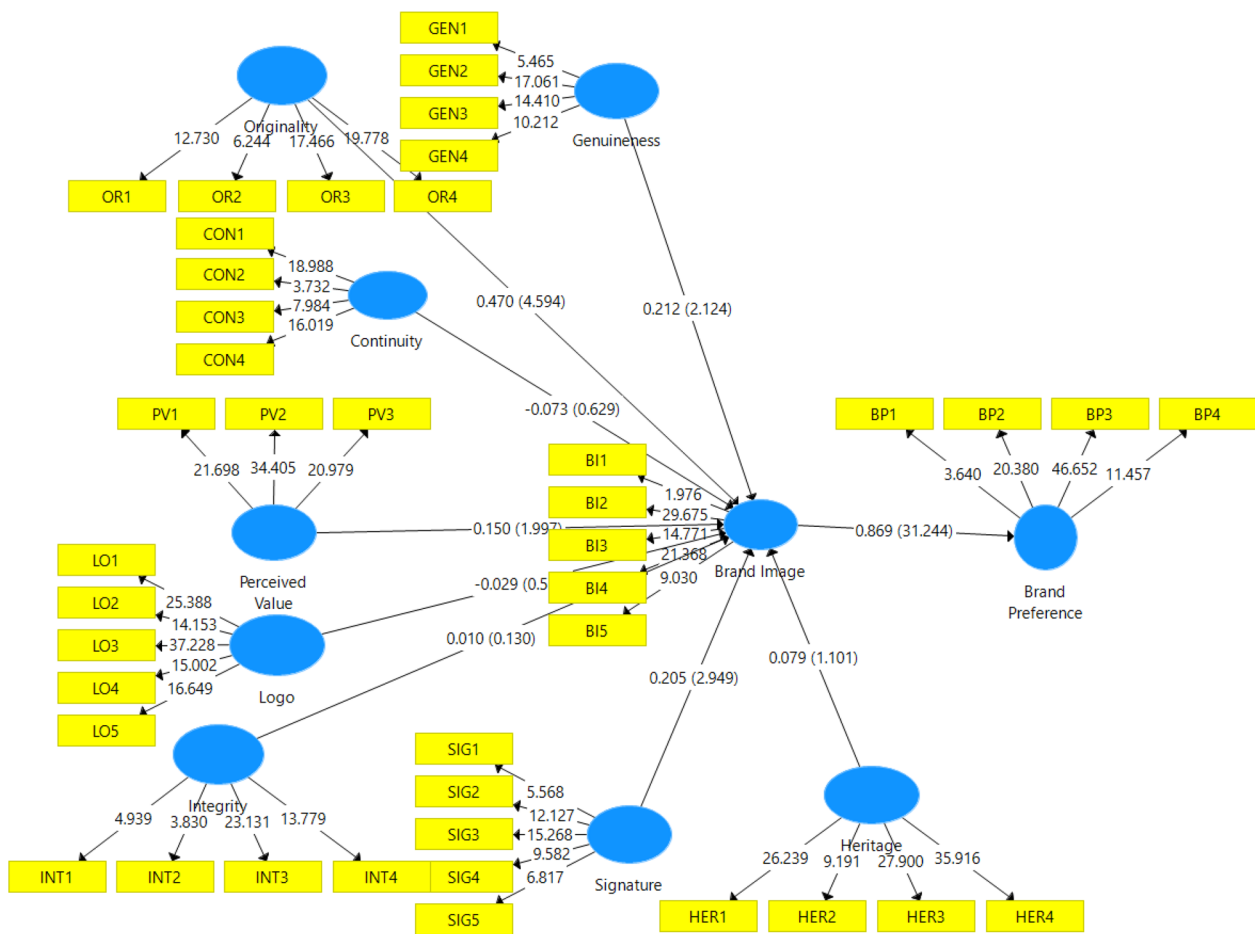 GEN1
5.465
GEN2
17.061
GEN3
14.410
GEN4
10.212
Genuineness
Originality
12.730
6.244
17.466
19.778
OR1
OR2
OR3
OR4
CON1
18.988
CON2
3.732
CON3
7.984
CON4
16.019
Continuity
0.470 (4.594)
0.212 (2.124)
-0.073 (0.629)
PV1
PV2
PV3
21.698
34.405
20.979
Perceived
Value
0.150 (1.997)
BI1
1.976
BI2
29.675
BI3
14.771
BI4
21.368
BI5
9.030
Brand Image
0.869 (31.244)
BP1
BP2
BP3
BP4
3.640
20.380
46.652
11.457
Brand
Preference
LO1
25.388
LO2
14.153
LO3
37.228
LO4
15.002
LO5
16.649
Logo
-0.029 (0.5
0.010 (0.130)
0.205 (2.949)
0.079 (1.101)
Integrity
4.939
3.830
23.131
13.779
INT1
INT2
INT3
INT4
SIG1
5.568
SIG2
12.127
SIG3
15.268
SIG4
9.582
SIG5
6.817
Signature
Heritage
26.239
9.191
27.900
35.916
HER1
HER2
HER3
HER4